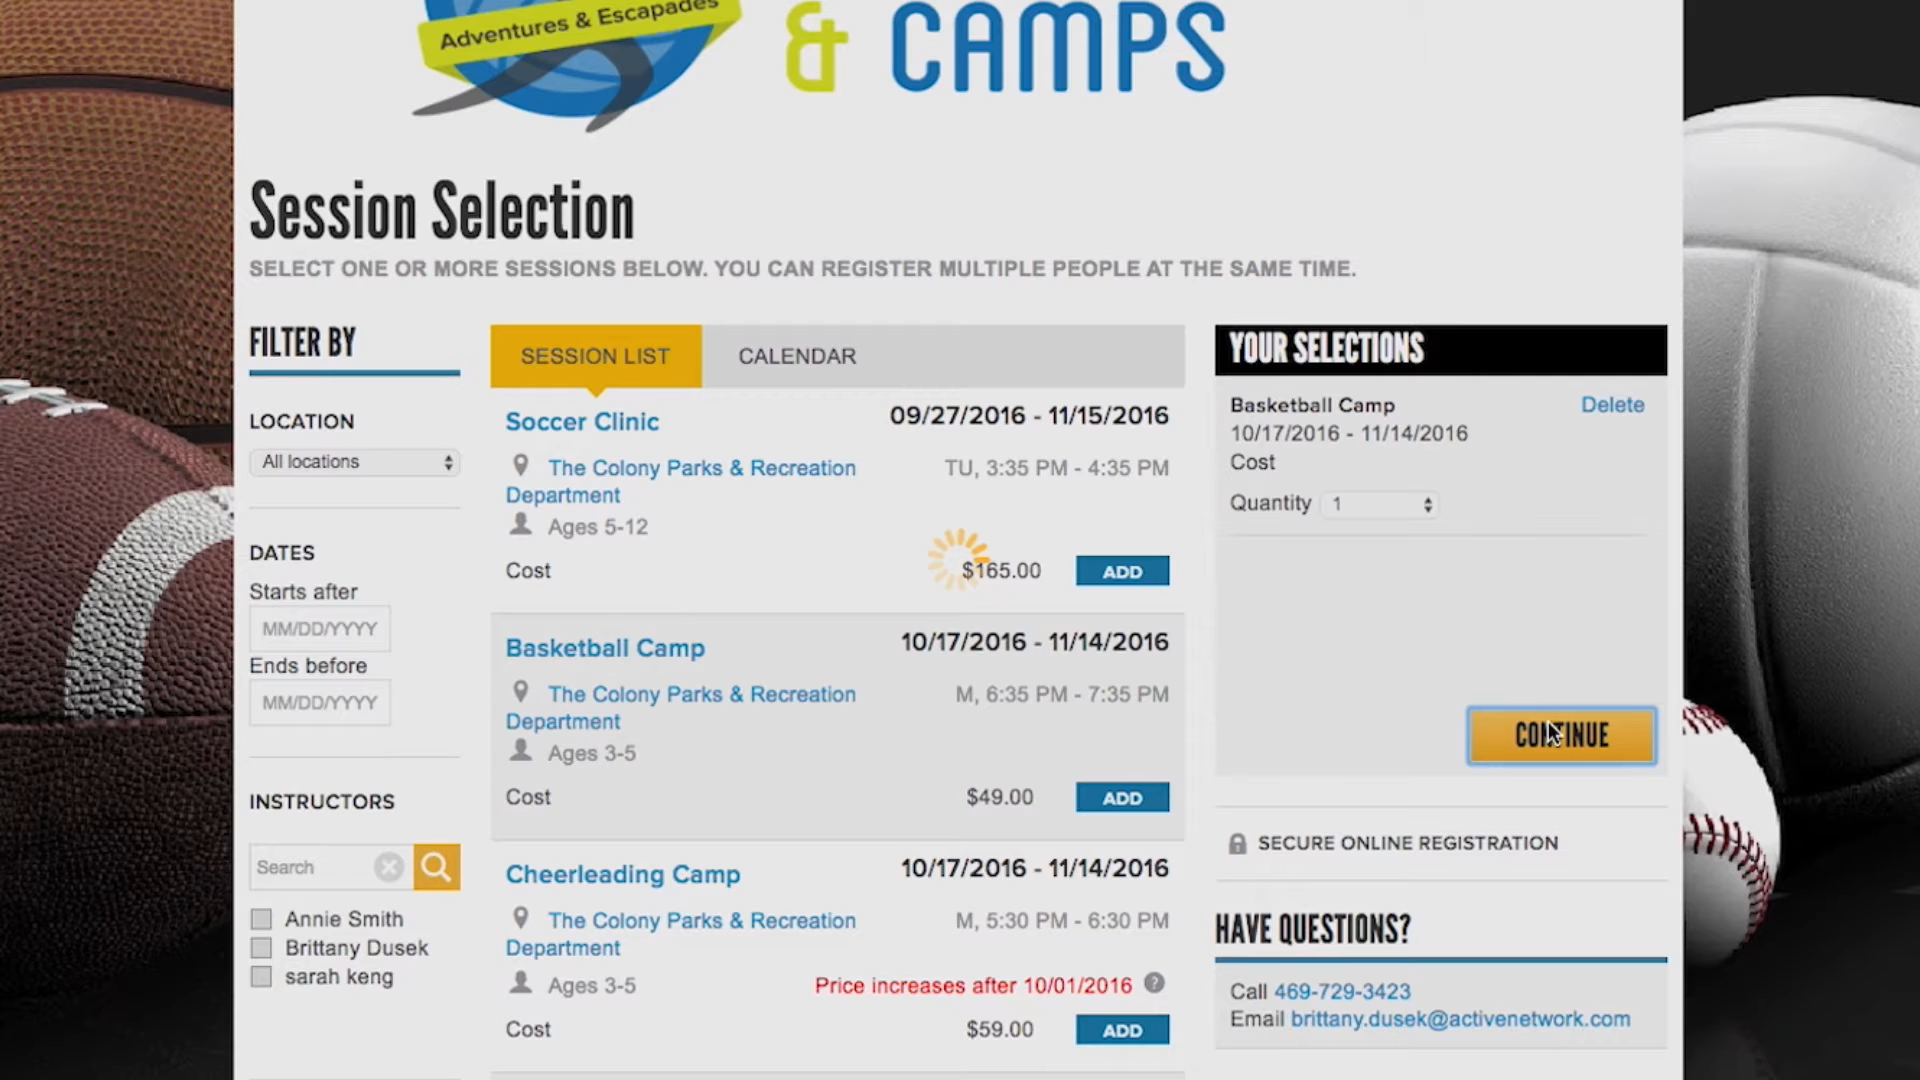 Adventures & Escapades
& CAMPS
Session Selection
SELECT ONE OR MORE SESSIONS BELOW. YOU CAN REGISTER MULTIPLE PEOPLE AT THE SAME TIME.
FILTER BY
LOCATION
All locations
DATES
Starts after
MM/DD/YYYY
Ends before
MM/DD/YYYY
INSTRUCTORS
Search
Annie Smith
Brittany Dusek
sarah keng
SESSION LIST CALENDAR
Soccer Clinic 09/27/2016 - 11/15/2016
The Colony Parks & Recreation TU, 3:35 PM - 4:35 PM
Department
Ages 5-12
Cost $165.00 ADD
Basketball Camp 10/17/2016 - 11/14/2016
The Colony Parks & Recreation M, 6:35 PM - 7:35 PM
Department
Ages 3-5
Cost $49.00 ADD
Cheerleading Camp 10/17/2016 - 11/14/2016
The Colony Parks & Recreation M, 5:30 PM - 6:30 PM
Department
Ages 3-5 Price increases after 10/01/2016 ?
Cost $59.00 ADD
YOUR SELECTIONS
Basketball Camp Delete
10/17/2016 - 11/14/2016
Cost
Quantity 1
CONTINUE
SECURE ONLINE REGISTRATION
HAVE QUESTIONS?
Call 469-729-3423
Email brittany.dusek@activenetwork.com